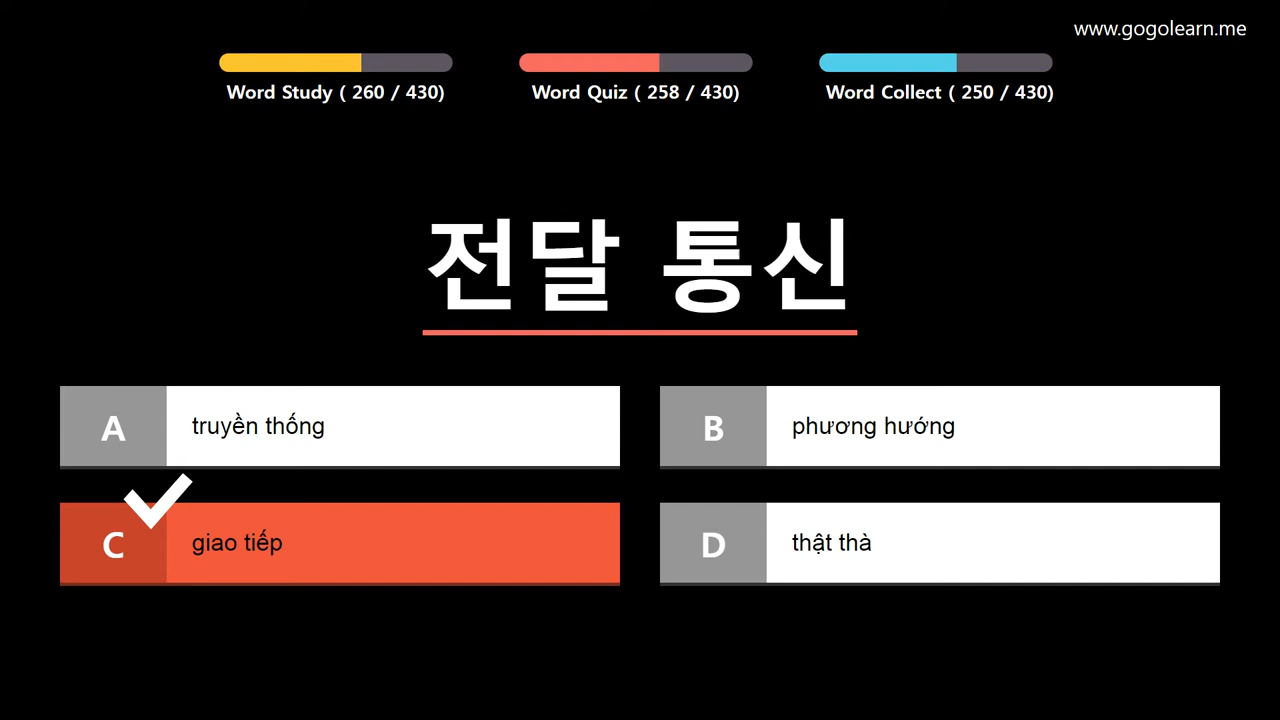 www.gogolearn.me
Word Study ( 260 / 430)
Word Quiz ( 258 / 430)
Word Collect ( 250 / 430)
전달 통신
A truyền thống
B phương hướng
C giao tiếp
D thật thà